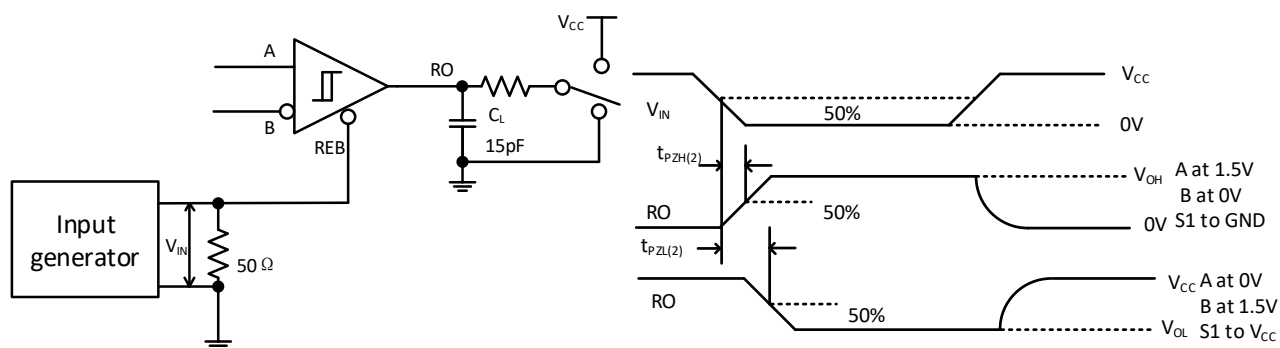 VCC
A
RO
B
REB
CL
15pF
Input
generator
VIN
50 Ω
VIN
50%
VCC
0V
tPZH(2)
RO
50%
VOH
0V
A at 1.5V
B at 0V
S1 to GND
tPZL(2)
RO
50%
VCC
VOL
A at 0V
B at 1.5V
S1 to VCC